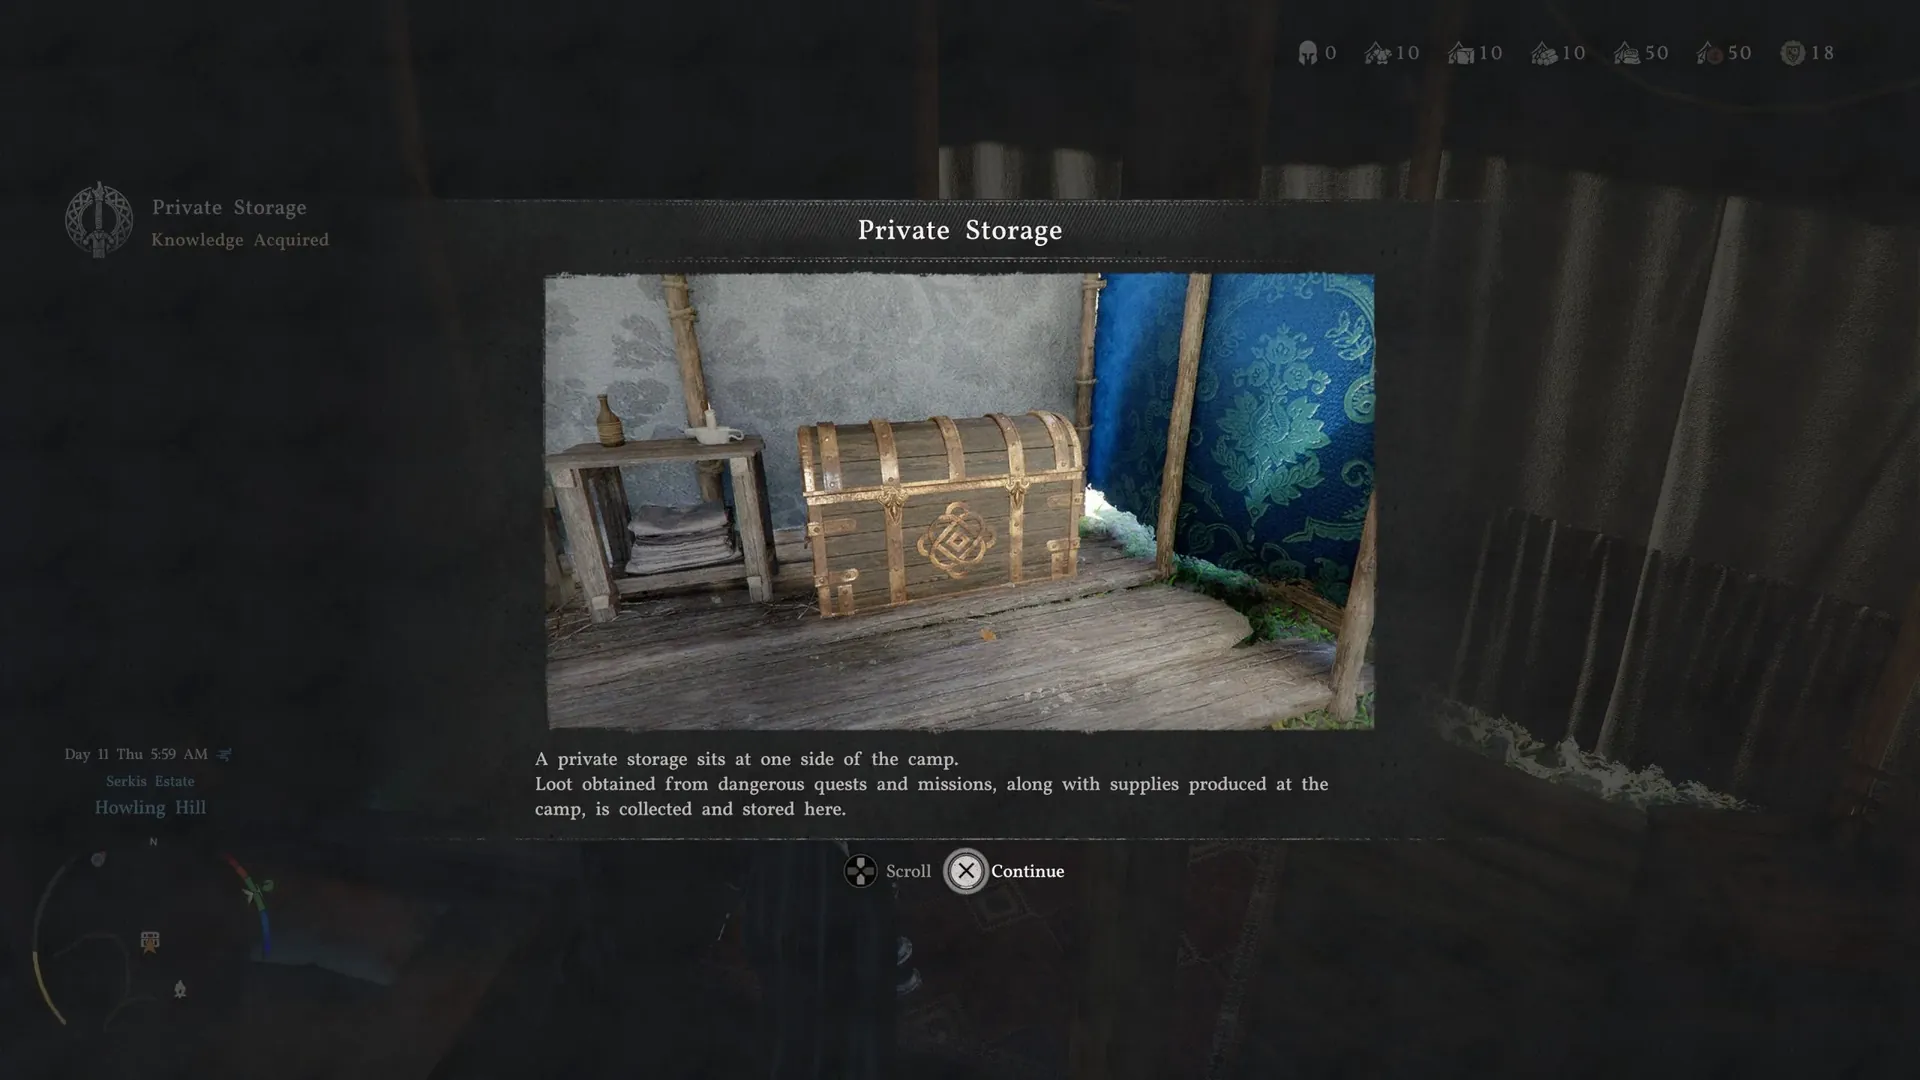 0 10 10 10 50 50 18
Private Storage
Knowledge Acquired
Private Storage
A private storage sits at one side of the camp.
Loot obtained from dangerous quests and missions, along with supplies produced at the
camp, is collected and stored here.
Scroll Continue
Day 11 Thu 5:59 AM
Serkis Estate
Howling Hill
N